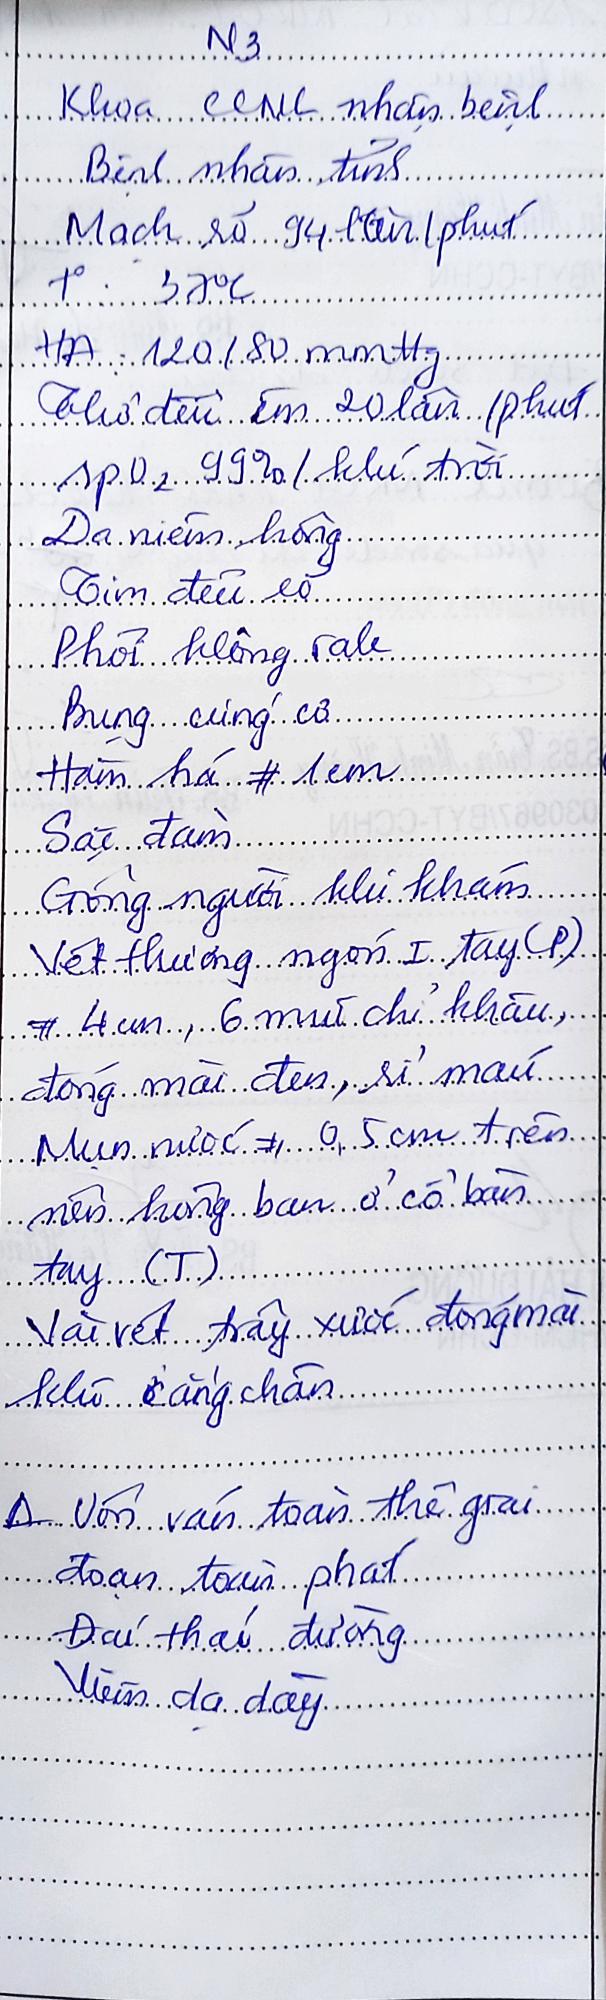 N3
Khoa CCNL nhận bệnh
Bệnh nhân tỉnh
Mạch rõ 94 lần/phút
t° : 37°C
HA : 120/80 mmHg
Thở đều êm 20 lần/phút
SpO₂ 99%/khí trời
Da niêm hồng
Tim đều rõ
Phổi không rale
Bụng cứng cơ
Hàm há # 1cm
Sặc đàm
Gồng người khi khám
Vết thương ngón I tay (P)
# 4cm, 6 mũi chỉ khâu,
đóng mài đen, rỉ máu
Mụn nước # 0,5cm trên
nền hồng ban ở cổ bàn
tay (T)
Vài vết trầy xước đóng mài
khô cẳng chân
Δ Uốn ván toàn thể giai
đoạn toàn phát
Đái tháo đường
Viêm dạ dày